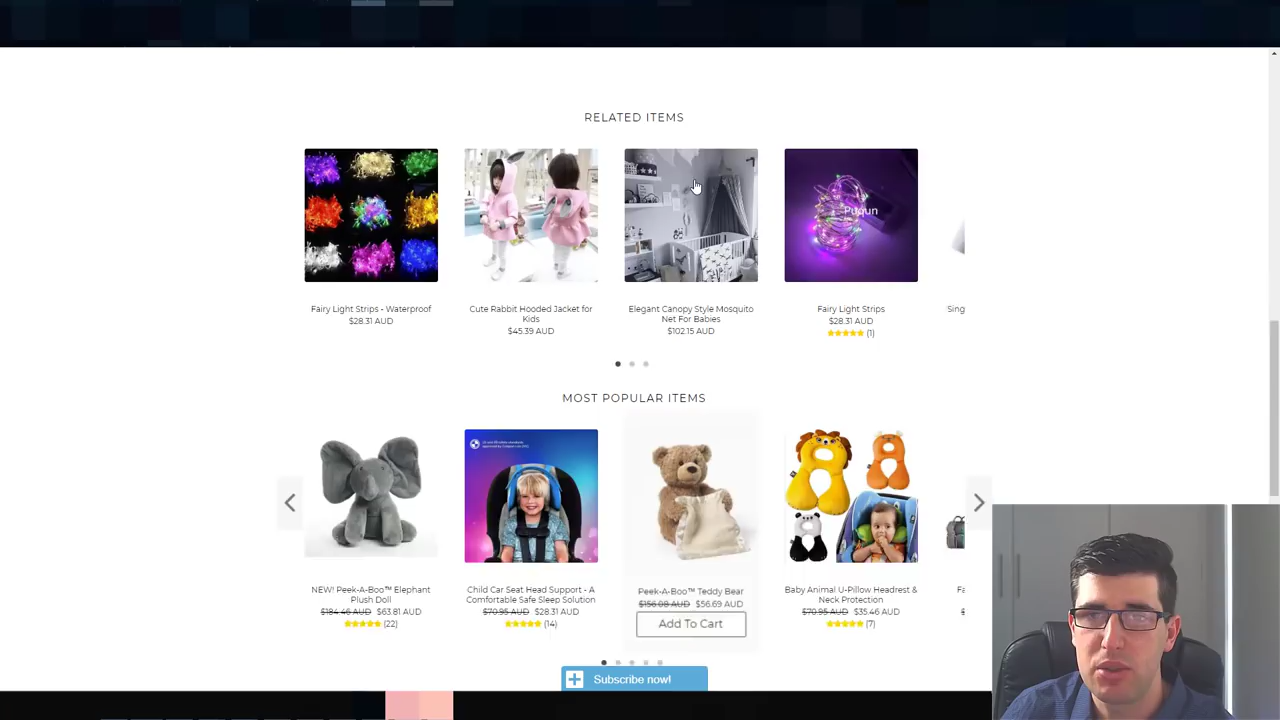 RELATED ITEMS
Puqun
Fairy Light Strips - Waterproof
$28.31 AUD
Cute Rabbit Hooded Jacket for
Kids
$45.39 AUD
Elegant Canopy Style Mosquito
Net For Babies
$102.15 AUD
Fairy Light Strips
$28.31 AUD
(1)
Sing
MOST POPULAR ITEMS
NEW! Peek-A-Boo™ Elephant
Plush Doll
$184.46 AUD $63.81 AUD
(22)
Child Car Seat Head Support - A
Comfortable Safe Sleep Solution
$70.95 AUD $28.31 AUD
(14)
Peek-A-Boo™ Teddy Bear
$156.08 AUD $56.69 AUD
Add To Cart
Baby Animal U-Pillow Headrest &
Neck Protection
$70.95 AUD $35.46 AUD
(7)
Fa
$
Subscribe now!